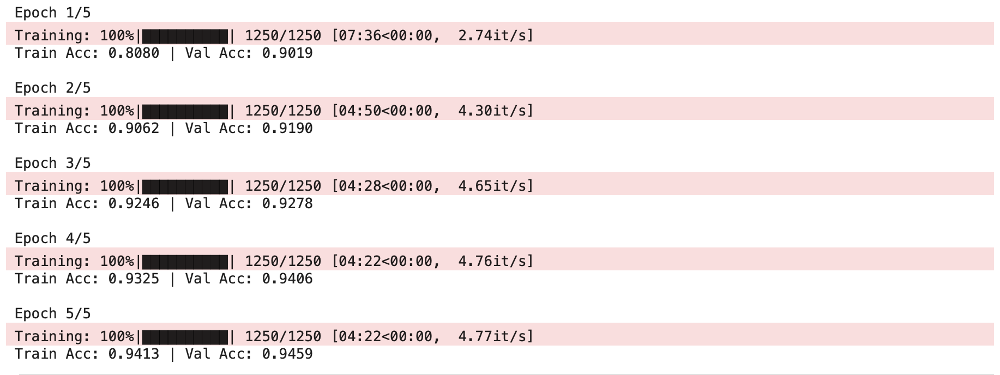 Epoch 1/5
Training: 100%|██████████| 1250/1250 [07:36<00:00,  2.74it/s]
Train Acc: 0.8080 | Val Acc: 0.9019
Epoch 2/5
Training: 100%|██████████| 1250/1250 [04:50<00:00,  4.30it/s]
Train Acc: 0.9062 | Val Acc: 0.9190
Epoch 3/5
Training: 100%|██████████| 1250/1250 [04:28<00:00,  4.65it/s]
Train Acc: 0.9246 | Val Acc: 0.9278
Epoch 4/5
Training: 100%|██████████| 1250/1250 [04:22<00:00,  4.76it/s]
Train Acc: 0.9325 | Val Acc: 0.9406
Epoch 5/5
Training: 100%|██████████| 1250/1250 [04:22<00:00,  4.77it/s]
Train Acc: 0.9413 | Val Acc: 0.9459